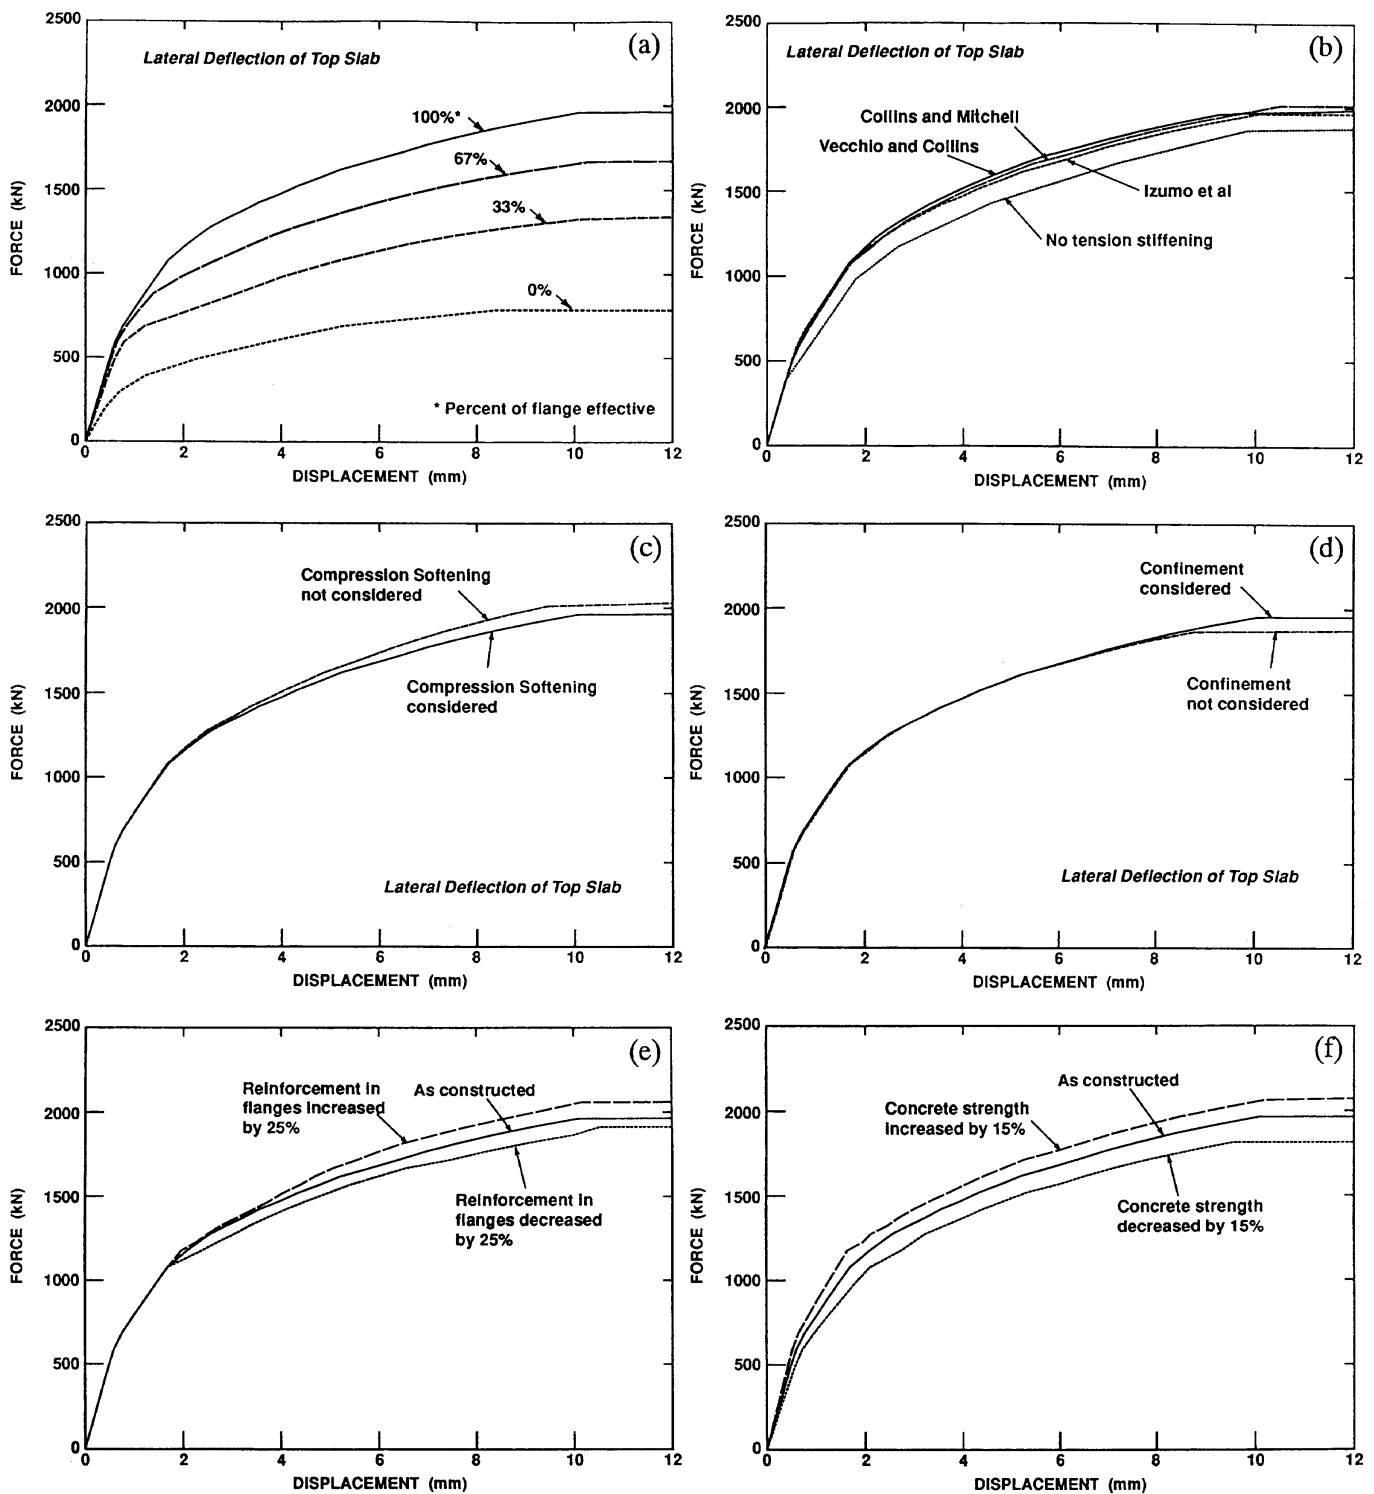 (a)
Lateral Deflection of Top Slab
2500
2000
1500
1000
500
0
FORCE (kN)
100%*
67%
33%
0%
* Percent of flange effective
0 2 4 6 8 10 12
DISPLACEMENT (mm)
(b)
Lateral Deflection of Top Slab
2500
2000
1500
1000
500
0
FORCE (kN)
Collins and Mitchell
Vecchio and Collins
Izumo et al
No tension stiffening
0 2 4 6 8 10 12
DISPLACEMENT (mm)
(c)
2500
2000
1500
1000
500
0
FORCE (kN)
Compression Softening
not considered
Compression Softening
considered
Lateral Deflection of Top Slab
0 2 4 6 8 10 12
DISPLACEMENT (mm)
(d)
2500
2000
1500
1000
500
0
FORCE (kN)
Confinement
considered
Confinement
not considered
Lateral Deflection of Top Slab
0 2 4 6 8 10 12
DISPLACEMENT (mm)
(e)
2500
2000
1500
1000
500
0
FORCE (kN)
Reinforcement in
flanges increased
by 25%
As constructed
Reinforcement in
flanges decreased
by 25%
0 2 4 6 8 10 12
DISPLACEMENT (mm)
(f)
2500
2000
1500
1000
500
0
FORCE (kN)
As constructed
Concrete strength
increased by 15%
Concrete strength
decreased by 15%
0 2 4 6 8 10 12
DISPLACEMENT (mm)